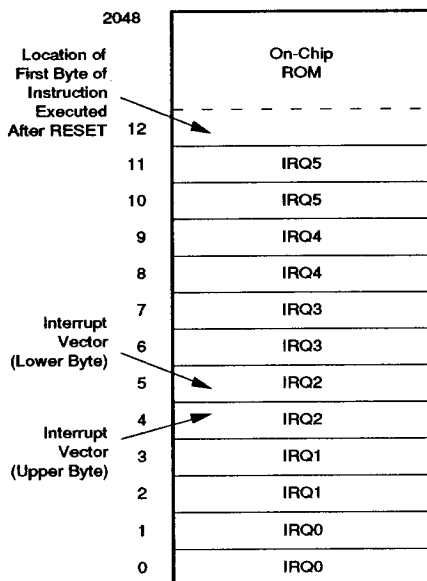 2048
Location of
First Byte of
Instruction
Executed
After RESET
12
On-Chip
ROM
11 IRQ5
10 IRQ5
9 IRQ4
8 IRQ4
7 IRQ3
6 IRQ3
Interrupt
Vector
(Lower Byte)
5 IRQ2
4 IRQ2
Interrupt
Vector
(Upper Byte)
3 IRQ1
2 IRQ1
1 IRQ0
0 IRQ0